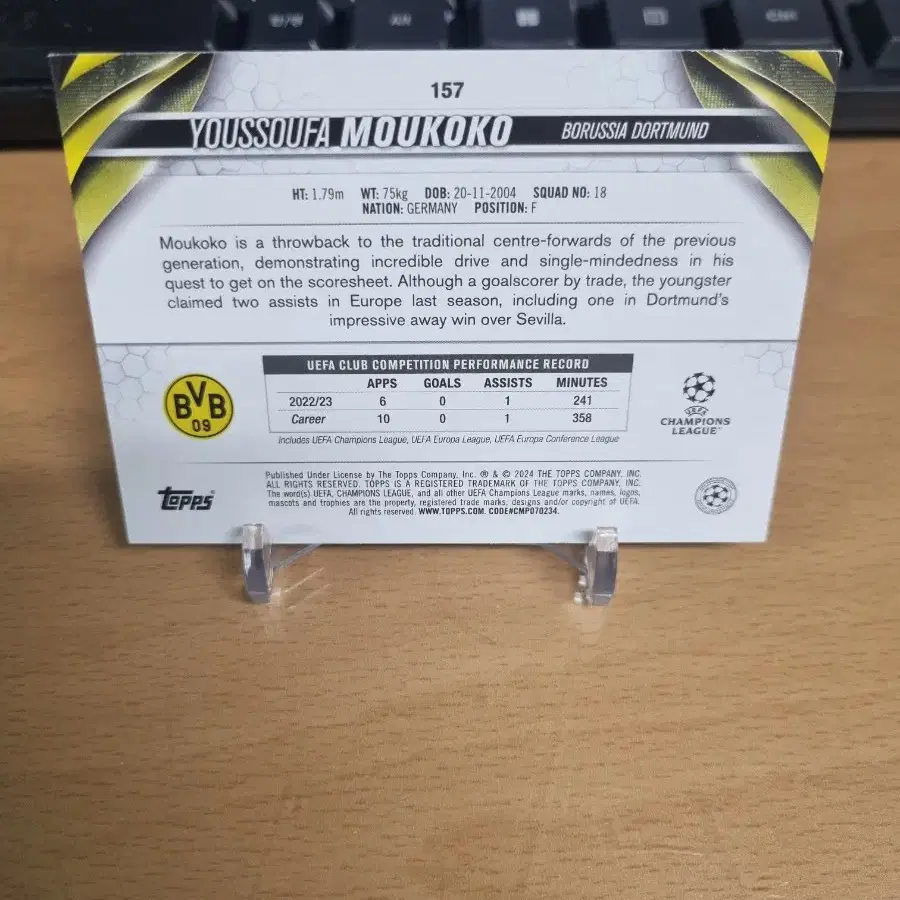 157
YOUSSOUFA MOUKOKO BORUSSIA DORTMUND
HT: 1.79m WT: 75kg DOB: 20-11-2004 SQUAD NO: 18
NATION: GERMANY POSITION: F
Moukoko is a throwback to the traditional centre-forwards of the previous
generation, demonstrating incredible drive and single-mindedness in his
quest to get on the scoresheet. Although a goalscorer by trade, the youngster
claimed two assists in Europe last season, including one in Dortmund's
impressive away win over Sevilla.
BVB
09
UEFA CLUB COMPETITION PERFORMANCE RECORD
APPS GOALS ASSISTS MINUTES
2022/23 6 0 1 241
Career 10 0 1 358
Includes UEFA Champions League, UEFA Europa League, UEFA Europa Conference League
UEFA
CHAMPIONS
LEAGUE™
topps®
Published Under License by The Topps Company, Inc. ® & © 2024 THE TOPPS COMPANY, INC.
ALL RIGHTS RESERVED. TOPPS IS A REGISTERED TRADEMARK OF THE TOPPS COMPANY, INC.
The word(s) UEFA, CHAMPIONS LEAGUE, and all other UEFA Champions League marks, names, logos,
mascots and trophies are the property, registered trade marks, designs and/or copyright of UEFA.
All rights reserved. WWW.TOPPS.COM. CODE#CMP070234.